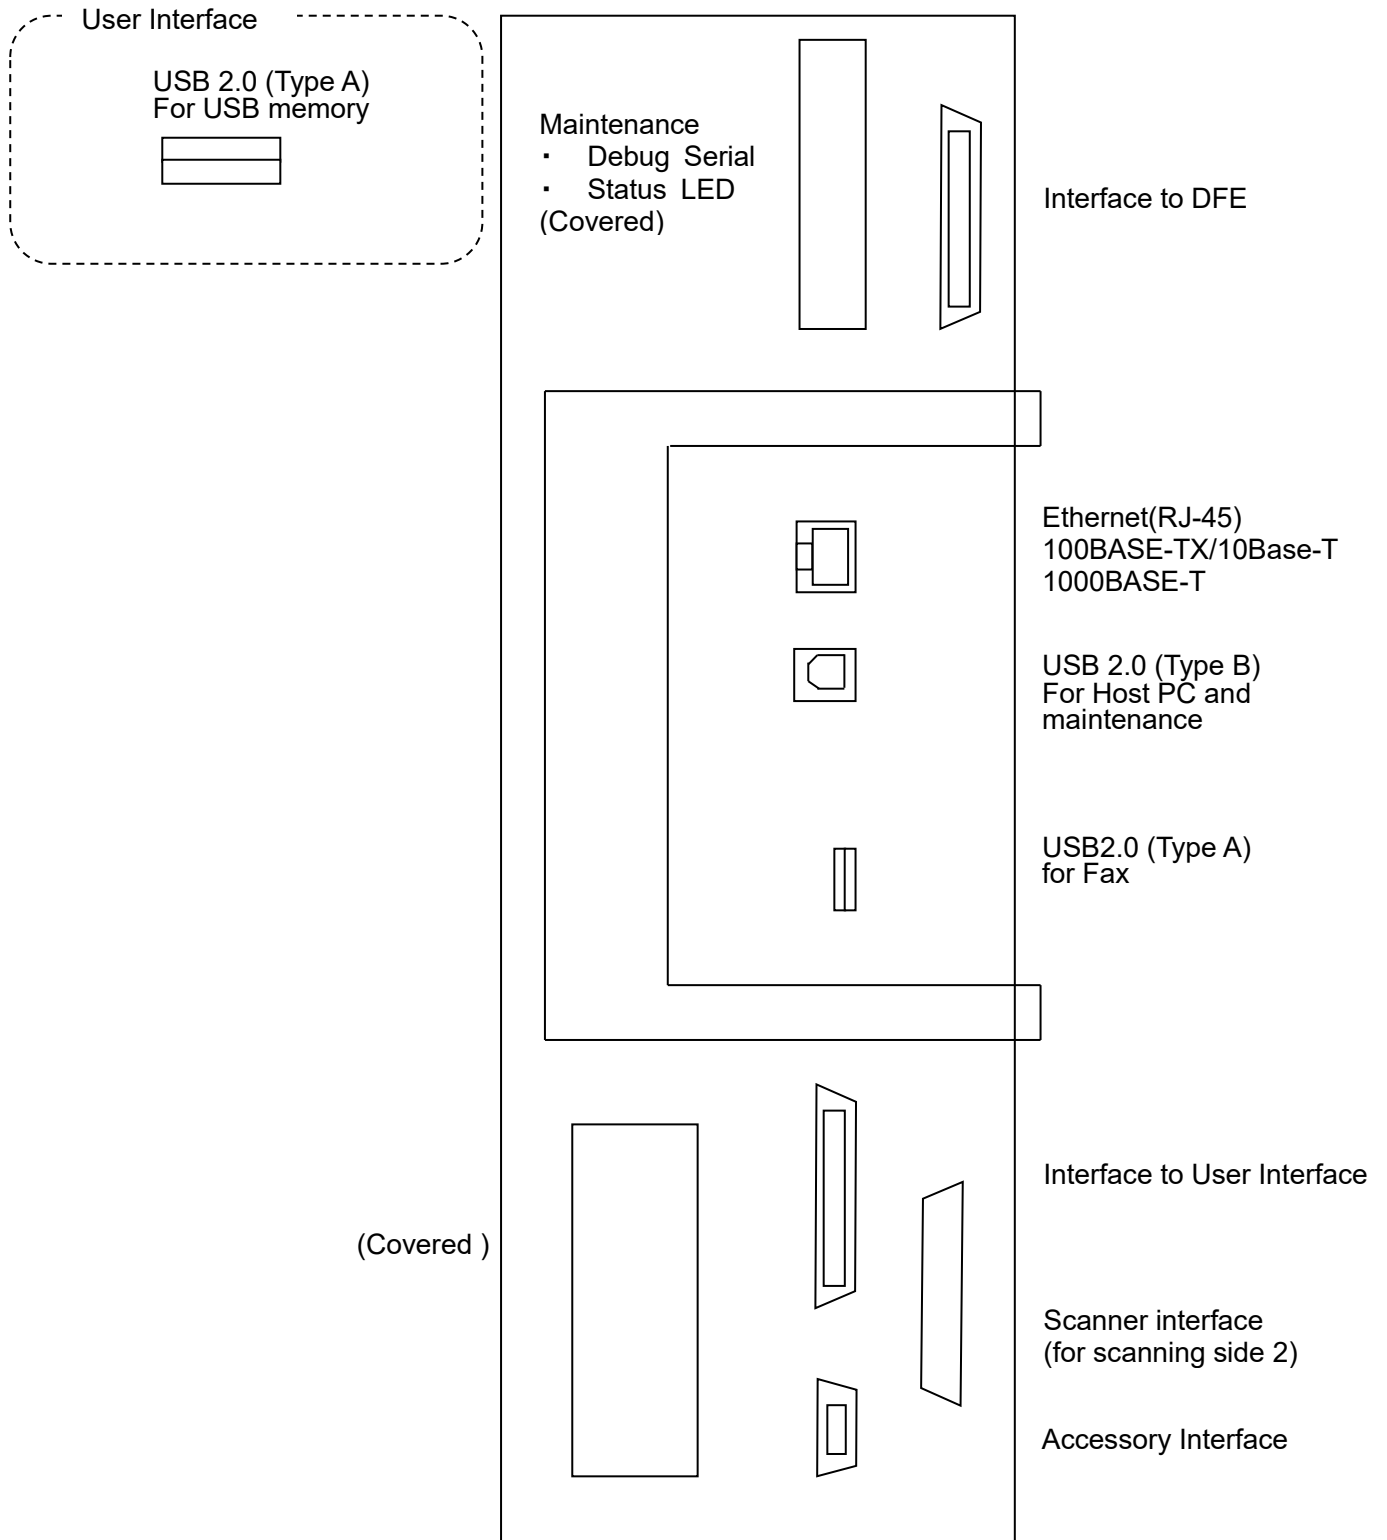 User Interface
USB 2.0 (Type A)
For USB memory
Maintenance
・ Debug Serial
・ Status LED
(Covered)
Interface to DFE
Ethernet(RJ-45)
100BASE-TX/10Base-T
1000BASE-T
USB 2.0 (Type B)
For Host PC and
maintenance
USB2.0 (Type A)
for Fax
Interface to User Interface
(Covered )
Scanner interface
(for scanning side 2)
Accessory Interface